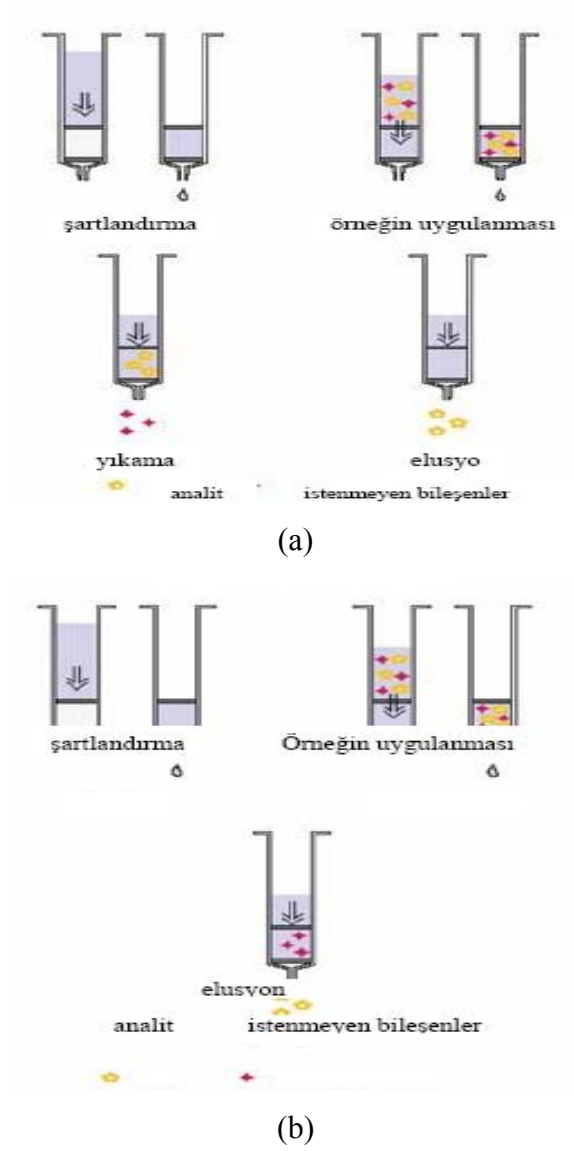 şartlandırma örneğin uygulanması
yıkama elusyo
analit istenmeyen bileşenler
(a)
şartlandırma Örneğin uygulanması
elusyon
analit istenmeyen bileşenler
(b)